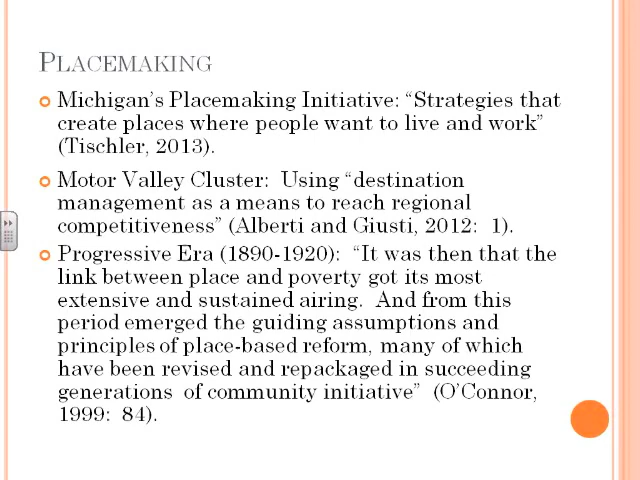 PLACEMAKING
Michigan's Placemaking Initiative: “Strategies that
create places where people want to live and work”
(Tischler, 2013).
Motor Valley Cluster:  Using “destination
management as a means to reach regional
competitiveness” (Alberti and Giusti, 2012:  1).
Progressive Era (1890-1920):  “It was then that the
link between place and poverty got its most
extensive and sustained airing.  And from this
period emerged the guiding assumptions and
principles of place-based reform, many of which
have been revised and repackaged in succeeding
generations  of community initiative”  (O'Connor,
1999:  84).